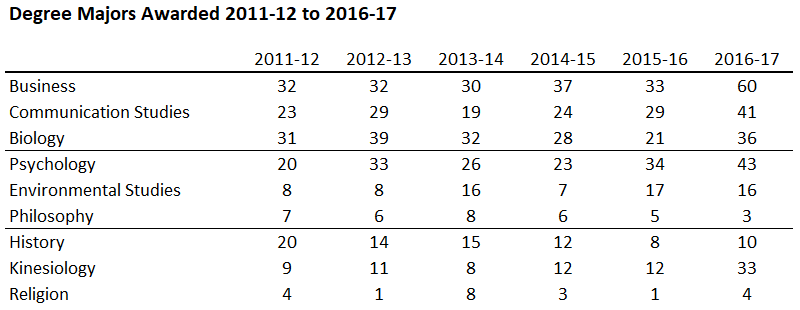 Degree Majors Awarded 2011-12 to 2016-17
2011-12 2012-13 2013-14 2014-15 2015-16 2016-17
Business 32 32 30 37 33 60
Communication Studies 23 29 19 24 29 41
Biology 31 39 32 28 21 36
Psychology 20 33 26 23 34 43
Environmental Studies 8 8 16 7 17 16
Philosophy 7 6 8 6 5 3
History 20 14 15 12 8 10
Kinesiology 9 11 8 12 12 33
Religion 4 1 8 3 1 4